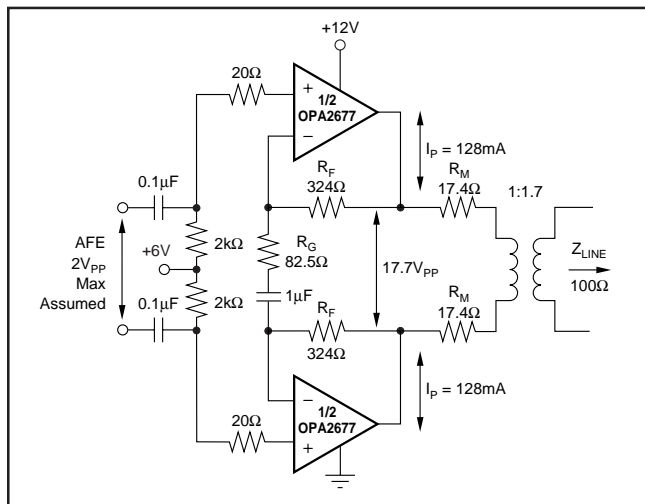 +12V
20Ω
+
1/2
OPA2677
−
I_P = 128mA
R_F
324Ω
R_M
17.4Ω
1:1.7
0.1µF
AFE
2V_PP
Max
Assumed
+6V
2kΩ
2kΩ
R_G
82.5Ω
17.7V_PP
Z_LINE
100Ω
1µF
0.1µF
R_F
324Ω
R_M
17.4Ω
−
1/2
OPA2677
+
I_P = 128mA
20Ω